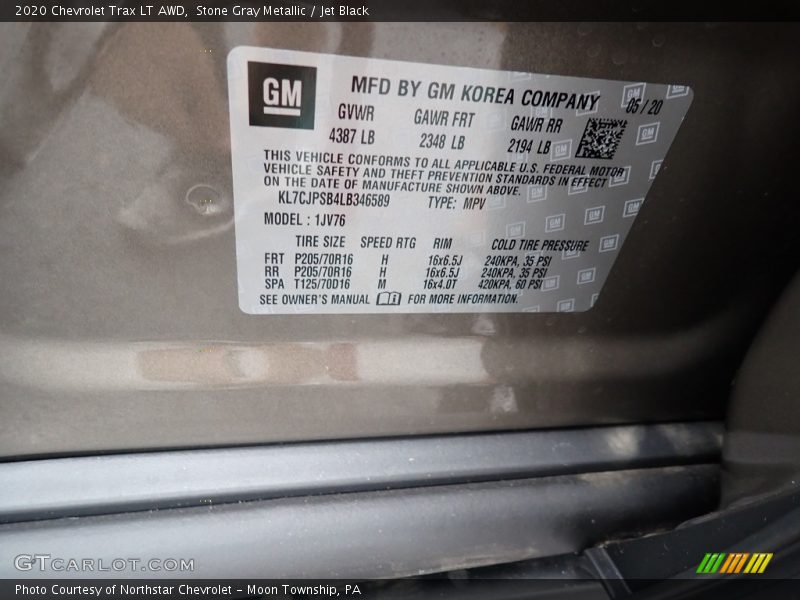 2020 Chevrolet Trax LT AWD, Stone Gray Metallic / Jet Black
GM
MFD BY GM KOREA COMPANY
05 / 20
GVWR GAWR FRT GAWR RR
4387 LB 2348 LB 2194 LB
THIS VEHICLE CONFORMS TO ALL APPLICABLE U.S. FEDERAL MOTOR
VEHICLE SAFETY AND THEFT PREVENTION STANDARDS IN EFFECT
ON THE DATE OF MANUFACTURE SHOWN ABOVE.
KL7CJPSB4LB346589 TYPE: MPV
MODEL : 1JV76
TIRE SIZE SPEED RTG RIM COLD TIRE PRESSURE
FRT P205/70R16 H 16x6.5J 240KPA, 35 PSI
RR P205/70R16 H 16x6.5J 240KPA, 35 PSI
SPA T125/70D16 M 16x4.0T 420KPA, 60 PSI
SEE OWNER'S MANUAL FOR MORE INFORMATION.
GTCARLOT.COM
Photo Courtesy of Northstar Chevrolet - Moon Township, PA